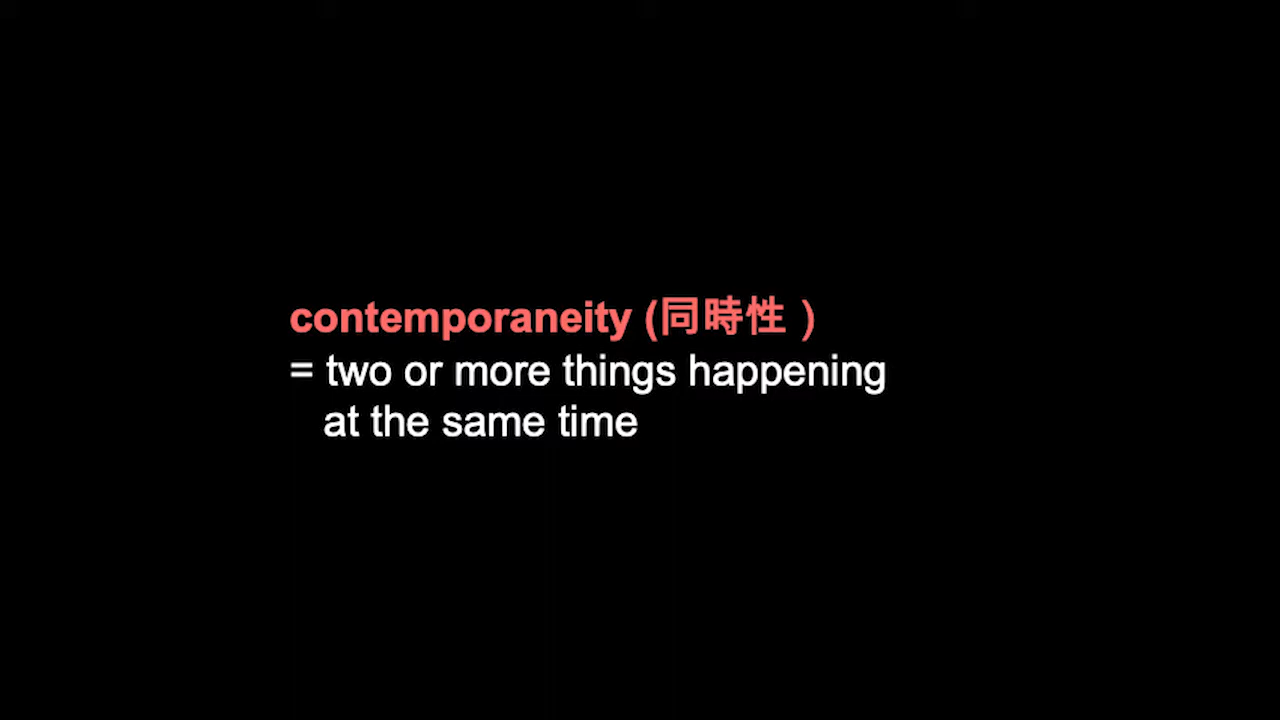 contemporaneity (同時性 )
= two or more things happening
at the same time